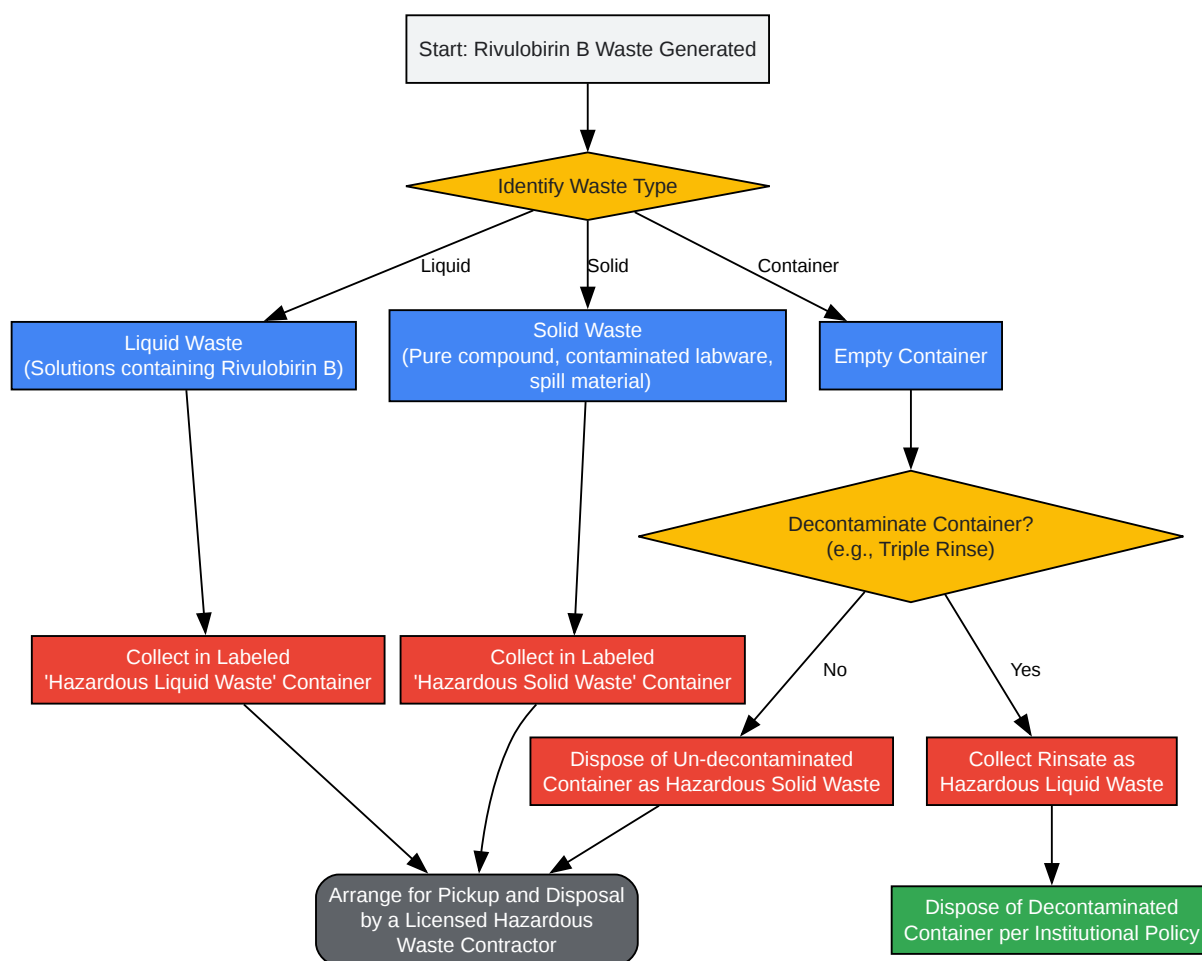 Start: Rivulobirin B Waste Generated
Identify Waste Type
Liquid
Solid
Container
Liquid Waste
(Solutions containing Rivulobirin B)
Solid Waste
(Pure compound, contaminated labware,
spill material)
Empty Container
Decontaminate Container?
(e.g., Triple Rinse)
Collect in Labeled
'Hazardous Liquid Waste' Container
Collect in Labeled
'Hazardous Solid Waste' Container
No
Yes
Dispose of Un-decontaminated
Container as Hazardous Solid Waste
Collect Rinsate as
Hazardous Liquid Waste
Arrange for Pickup and Disposal
by a Licensed Hazardous
Waste Contractor
Dispose of Decontaminated
Container per Institutional Policy